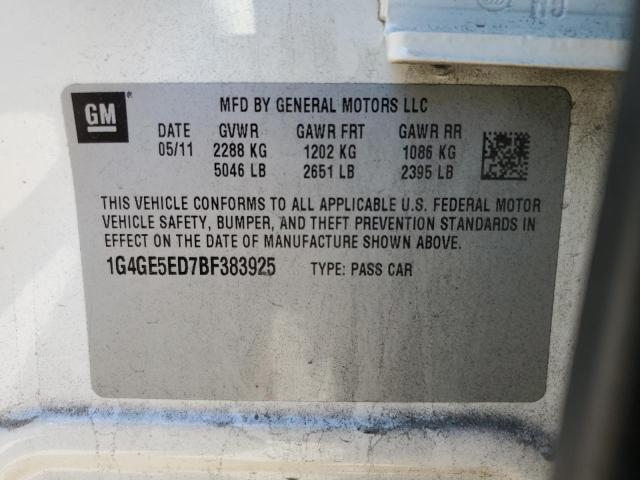 GM
MFD BY GENERAL MOTORS LLC
DATE GVWR GAWR FRT GAWR RR
05/11 2288 KG 1202 KG 1086 KG
5046 LB 2651 LB 2395 LB
THIS VEHICLE CONFORMS TO ALL APPLICABLE U.S. FEDERAL MOTOR
VEHICLE SAFETY, BUMPER, AND THEFT PREVENTION STANDARDS IN
EFFECT ON THE DATE OF MANUFACTURE SHOWN ABOVE.
1G4GE5ED7BF383925 TYPE: PASS CAR